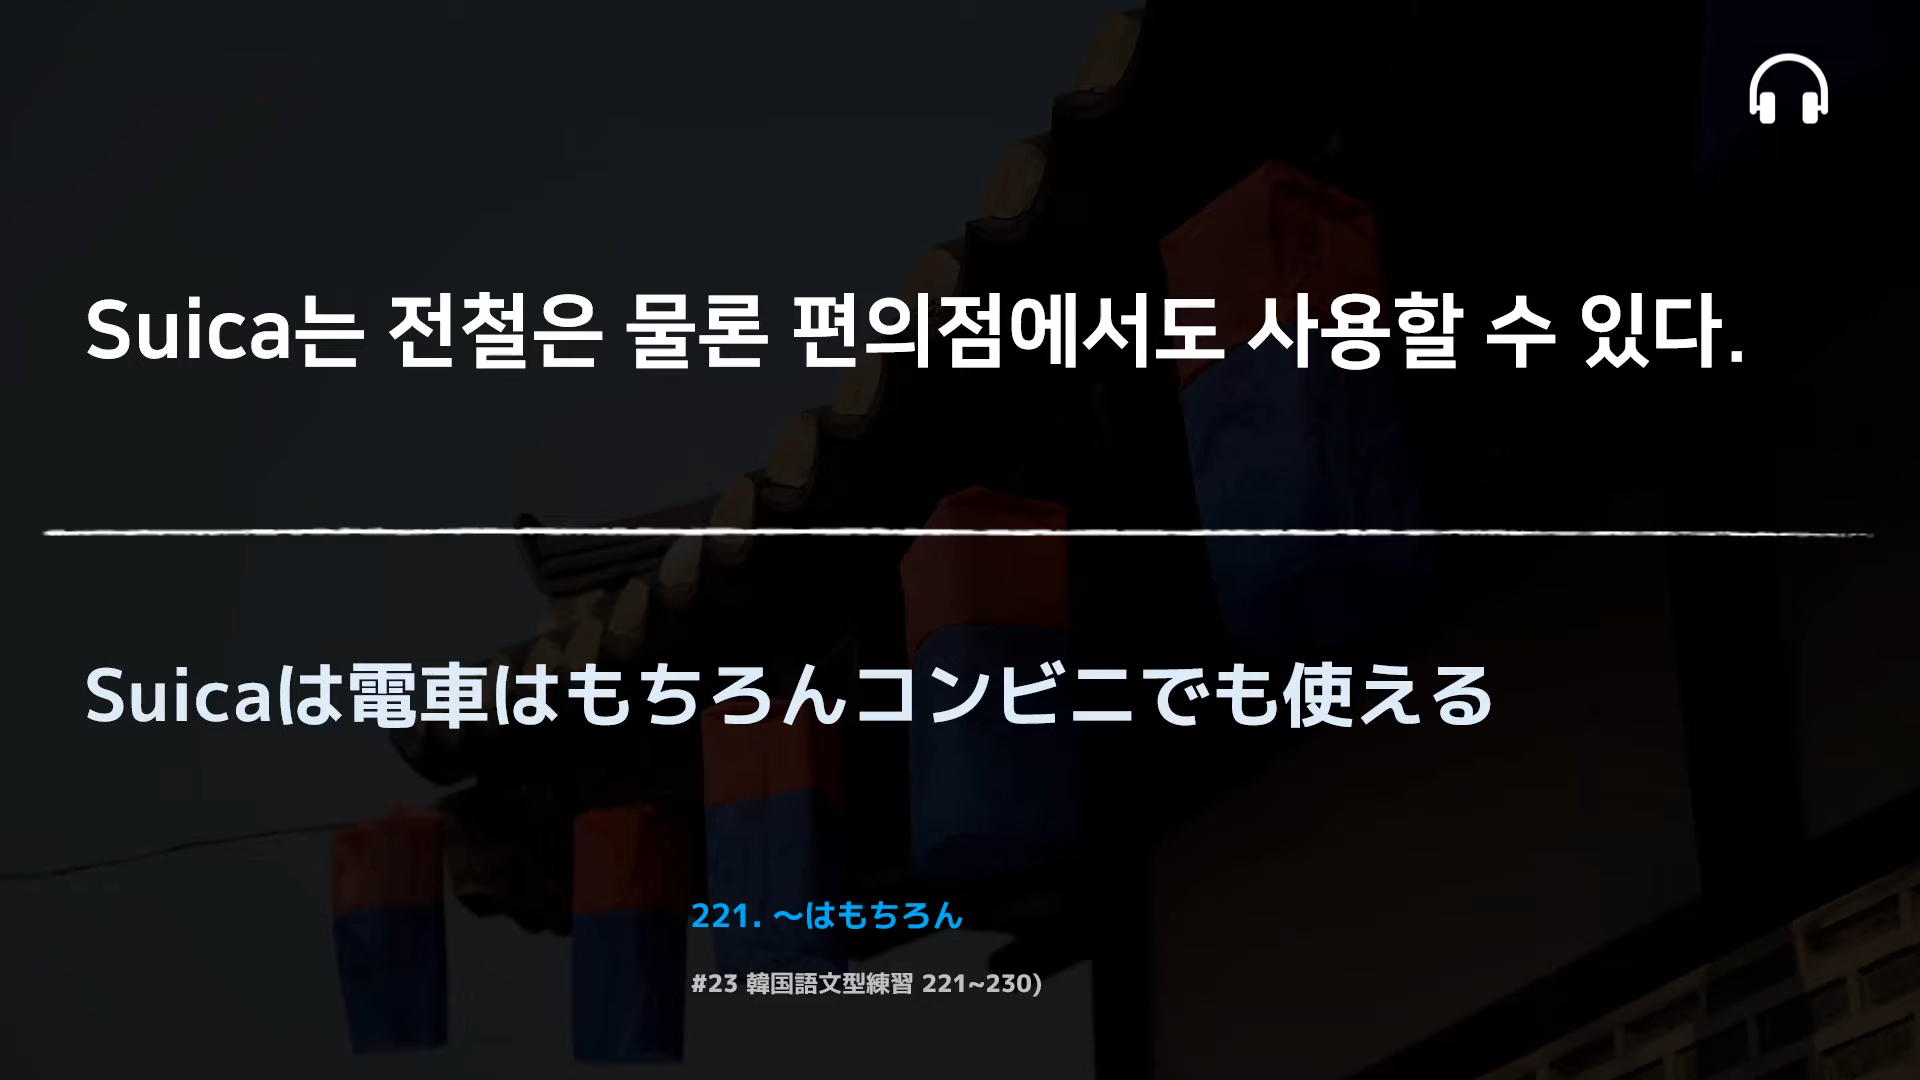 Suica는 전철은 물론 편의점에서도 사용할 수 있다.
Suicaは電車はもちろんコンビニでも使える
221. 〜はもちろん
#23 韓国語文型練習 221~230)